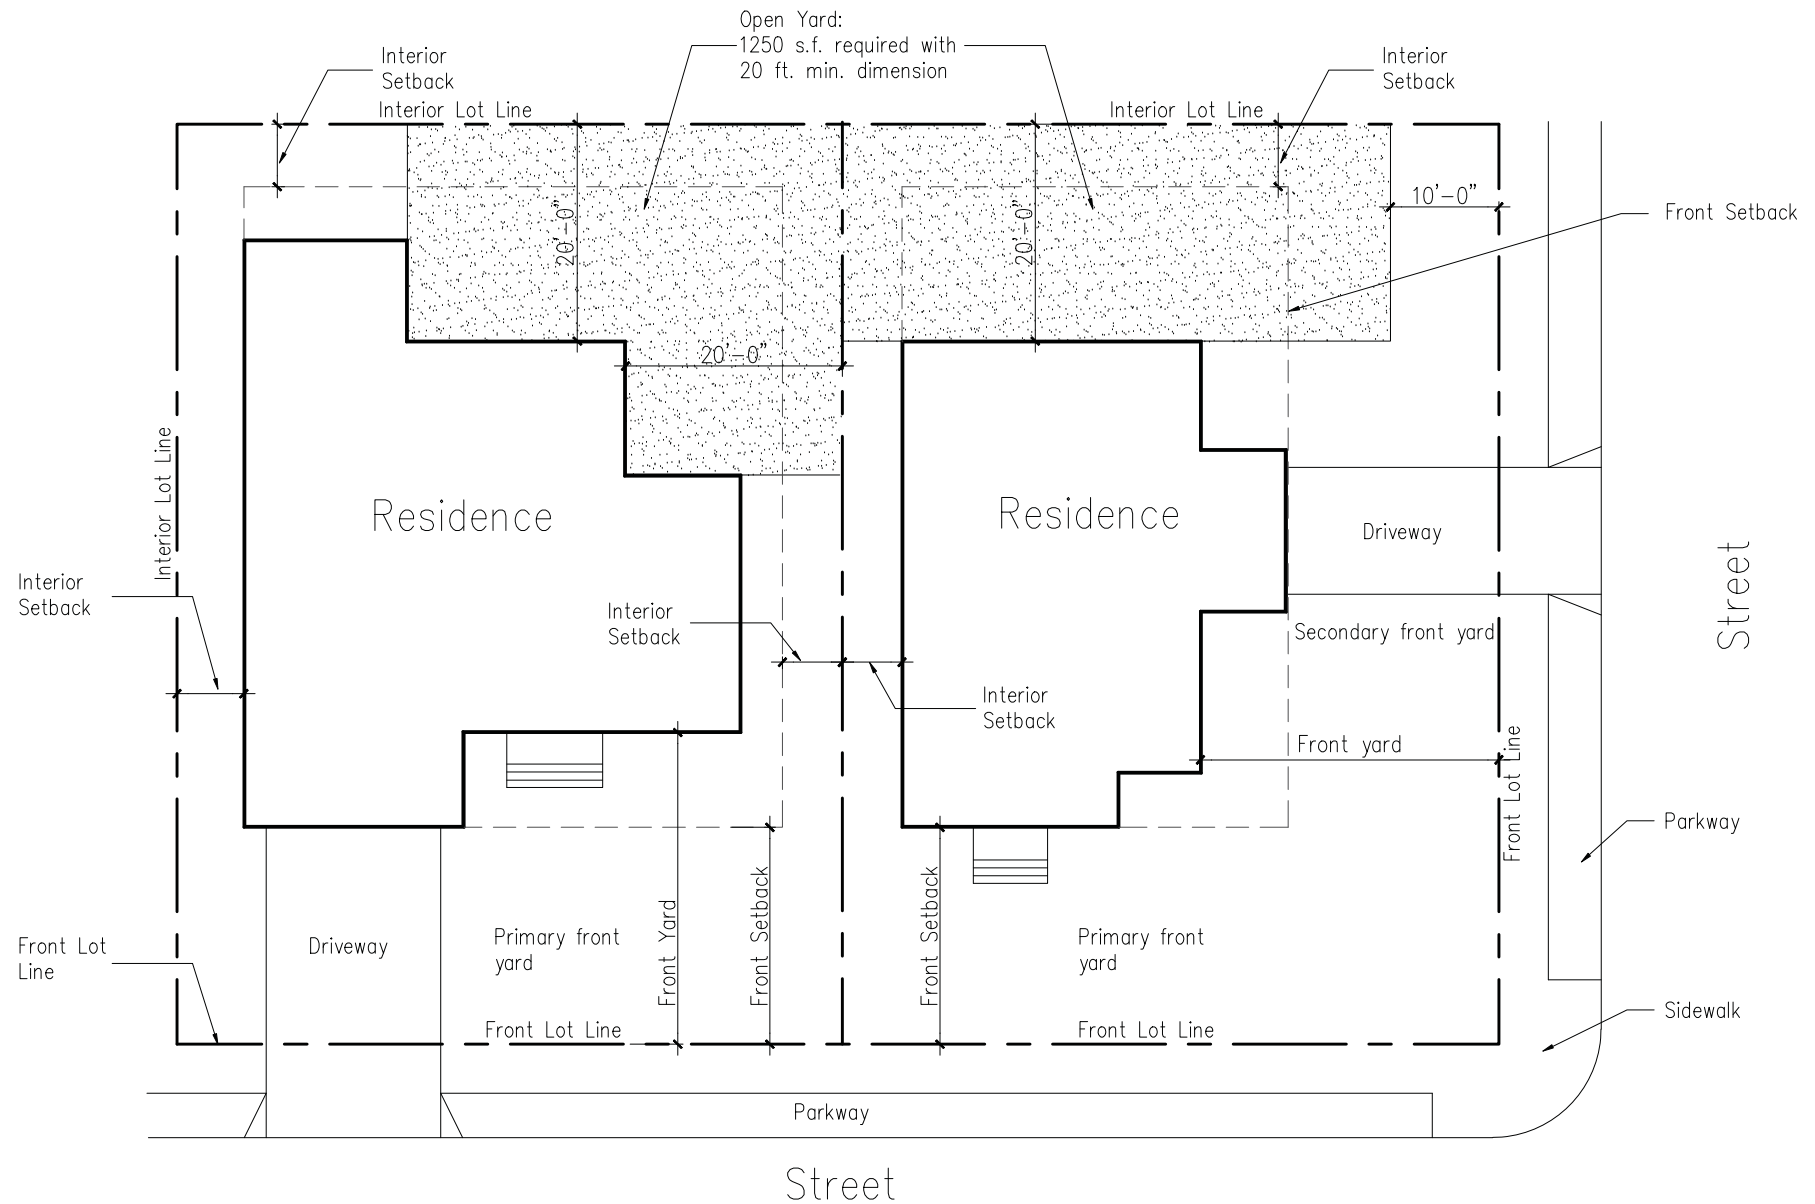 Open Yard:
1250 s.f. required with
20 ft. min. dimension
Interior
Setback
Interior
Setback
Interior Lot Line
Interior Lot Line
10'-0"
Front Setback
20'-0"
20'-0"
20'-0"
Interior Lot Line
Residence
Residence
Driveway
Street
Interior
Setback
Interior
Setback
Secondary front yard
Interior
Setback
Front yard
Front Lot Line
Parkway
Front Lot
Line
Driveway
Primary front
yard
Front Yard
Front Setback
Front Setback
Primary front
yard
Sidewalk
Front Lot Line
Front Lot Line
Parkway
Street